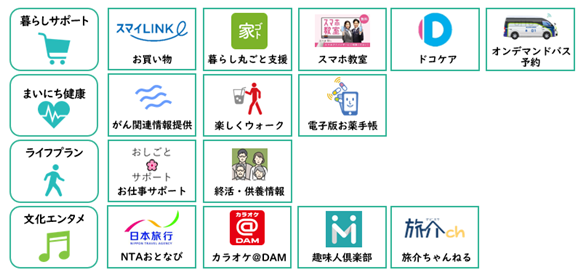 暮らしサポート
スマイLINK e
お買い物
家ゴト
暮らし丸ごと支援
スマホ教室
スマホ教室
ドコケア
オンデマンドバス
予約
まいにち健康
がん関連情報提供
楽しくウォーク
電子版お薬手帳
ライフプラン
おしごと
サポート
お仕事サポート
終活・供養情報
文化エンタメ
日本旅行
NIPPON TRAVEL AGENCY
NTAおとなび
カラオケ
@
DAM
カラオケ@DAM
趣味人倶楽部
旅介ch
旅介ちゃんねる